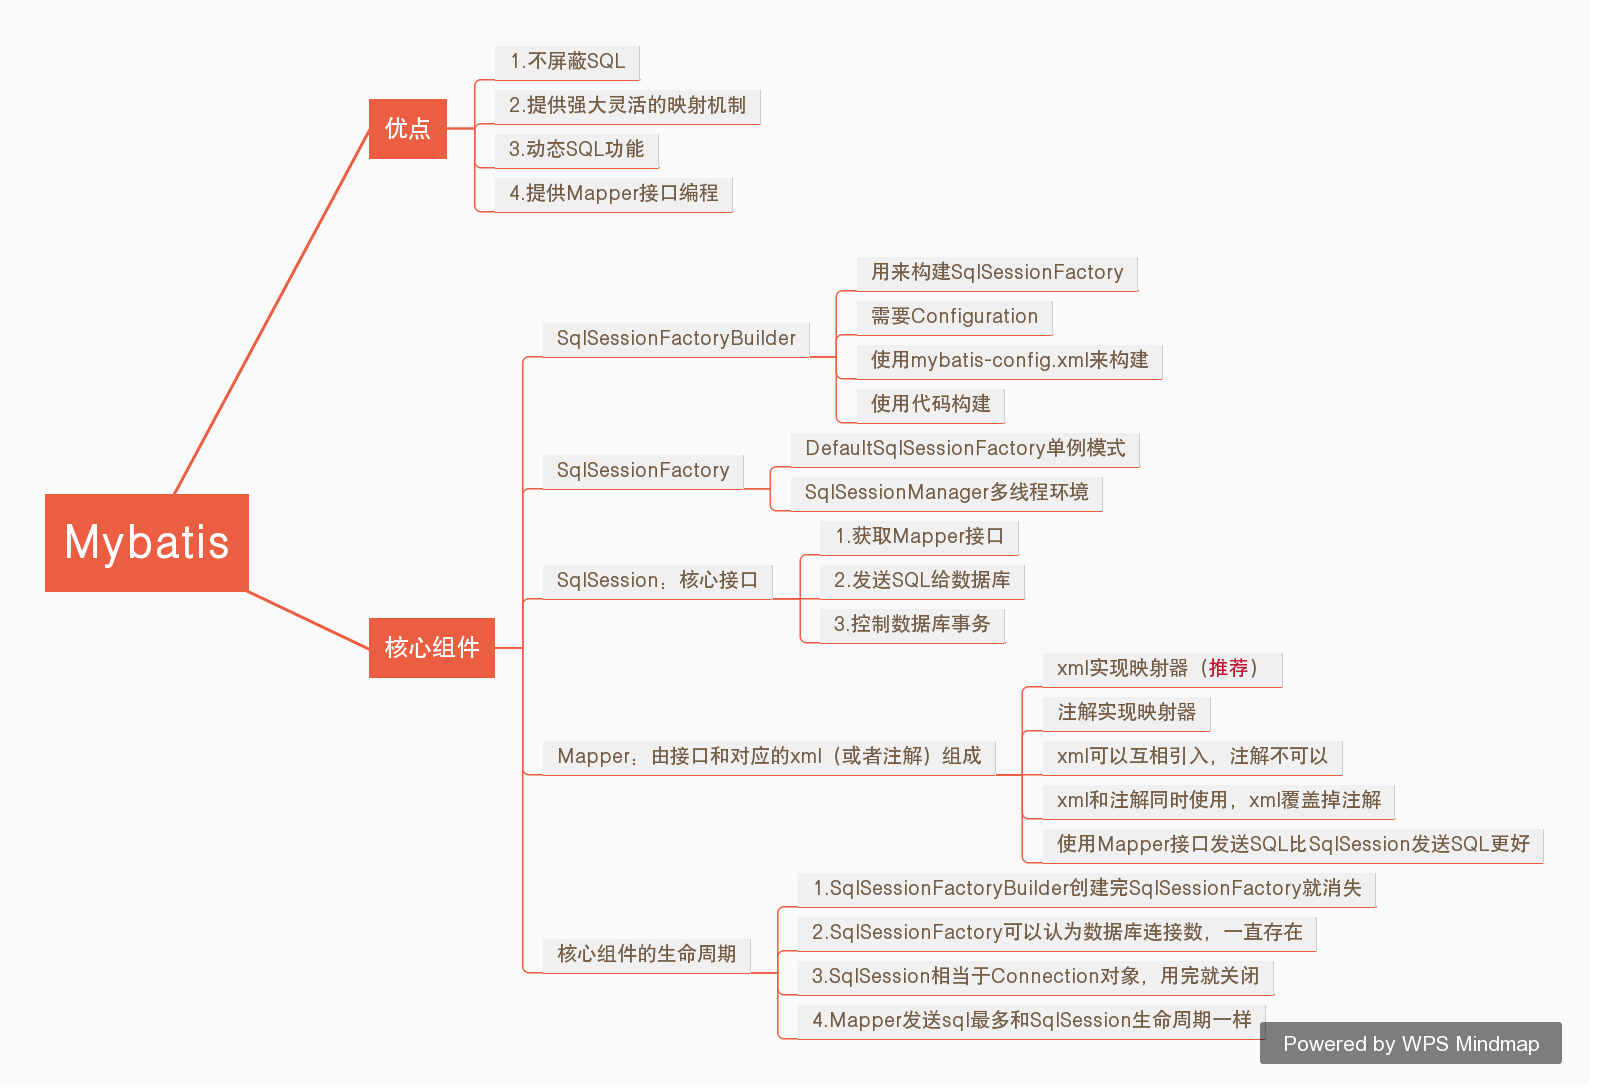 Mybatis
优点
1.不屏蔽SQL
2.提供强大灵活的映射机制
3.动态SQL功能
4.提供Mapper接口编程
核心组件
SqlSessionFactoryBuilder
用来构建SqlSessionFactory
需要Configuration
使用mybatis-config.xml来构建
使用代码构建
SqlSessionFactory
DefaultSqlSessionFactory单例模式
SqlSessionManager多线程环境
SqlSession：核心接口
1.获取Mapper接口
2.发送SQL给数据库
3.控制数据库事务
Mapper：由接口和对应的xml（或者注解）组成
xml实现映射器（推荐）
注解实现映射器
xml可以互相引入，注解不可以
xml和注解同时使用，xml覆盖掉注解
使用Mapper接口发送SQL比SqlSession发送SQL更好
核心组件的生命周期
1.SqlSessionFactoryBuilder创建完SqlSessionFactory就消失
2.SqlSessionFactory可以认为数据库连接数，一直存在
3.SqlSession相当于Connection对象，用完就关闭
4.Mapper发送sql最多和SqlSession生命周期一样
Powered by WPS Mindmap